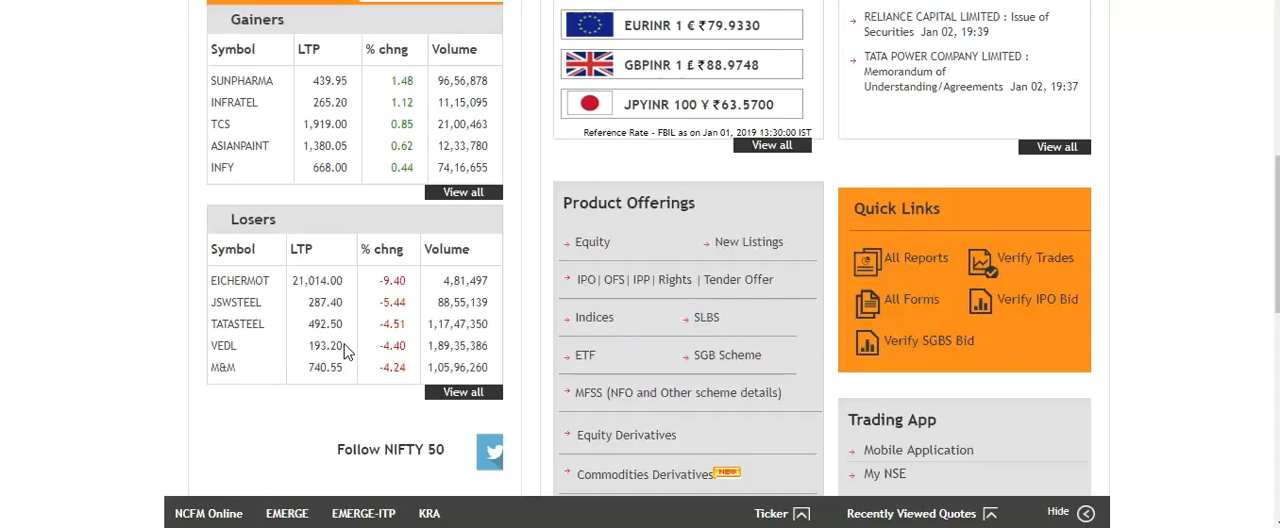 Gainers
Symbol LTP % chng Volume
SUNPHARMA 439.95 1.48 96,56,878
INFRATEL 265.20 1.12 11,15,095
TCS 1,919.00 0.85 21,00,463
ASIANPAINT 1,380.05 0.62 12,33,780
INFY 668.00 0.44 74,16,655
View all
Losers
Symbol LTP % chng Volume
EICHERMOT 21,014.00 -9.40 4,81,497
JSWSTEEL 287.40 -5.44 88,55,139
TATASTEEL 492.50 -4.51 1,17,47,350
VEDL 193.20 -4.40 1,89,35,386
M&M 740.55 -4.24 1,05,96,260
View all
Follow NIFTY 50
EURINR 1 € ₹79.9330
GBPINR 1 £ ₹88.9748
JPYINR 100 ¥ ₹63.5700
Reference Rate - FBIL as on Jan 01, 2019 13:30:00 IST
View all
Product Offerings
Equity New Listings
IPO| OFS| IPP| Rights | Tender Offer
Indices SLBS
ETF SGB Scheme
MFSS (NFO and Other scheme details)
Equity Derivatives
Commodities Derivatives NEW
RELIANCE CAPITAL LIMITED : Issue of
Securities Jan 02, 19:39
TATA POWER COMPANY LIMITED :
Memorandum of
Understanding/Agreements Jan 02, 19:37
View all
Quick Links
All Reports Verify Trades
All Forms Verify IPO Bid
Verify SGBS Bid
Trading App
Mobile Application
My NSE
NCFM Online EMERGE EMERGE-ITP KRA Ticker Recently Viewed Quotes Hide